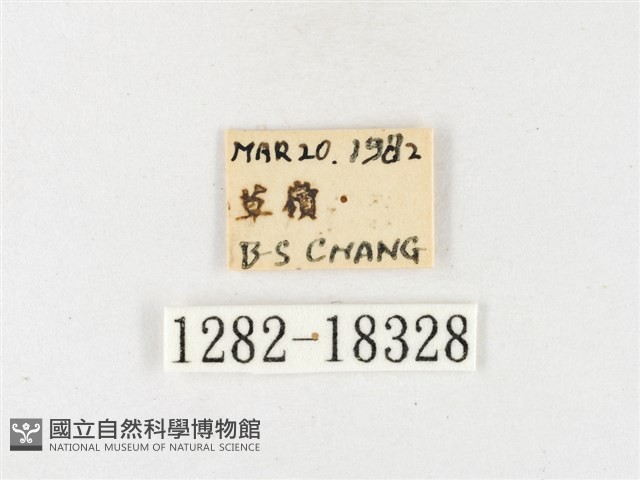 MAR 20. 1982
草嶺
B-S CHANG
1282-18328
國立自然科學博物館
NATIONAL MUSEUM OF NATURAL SCIENCE